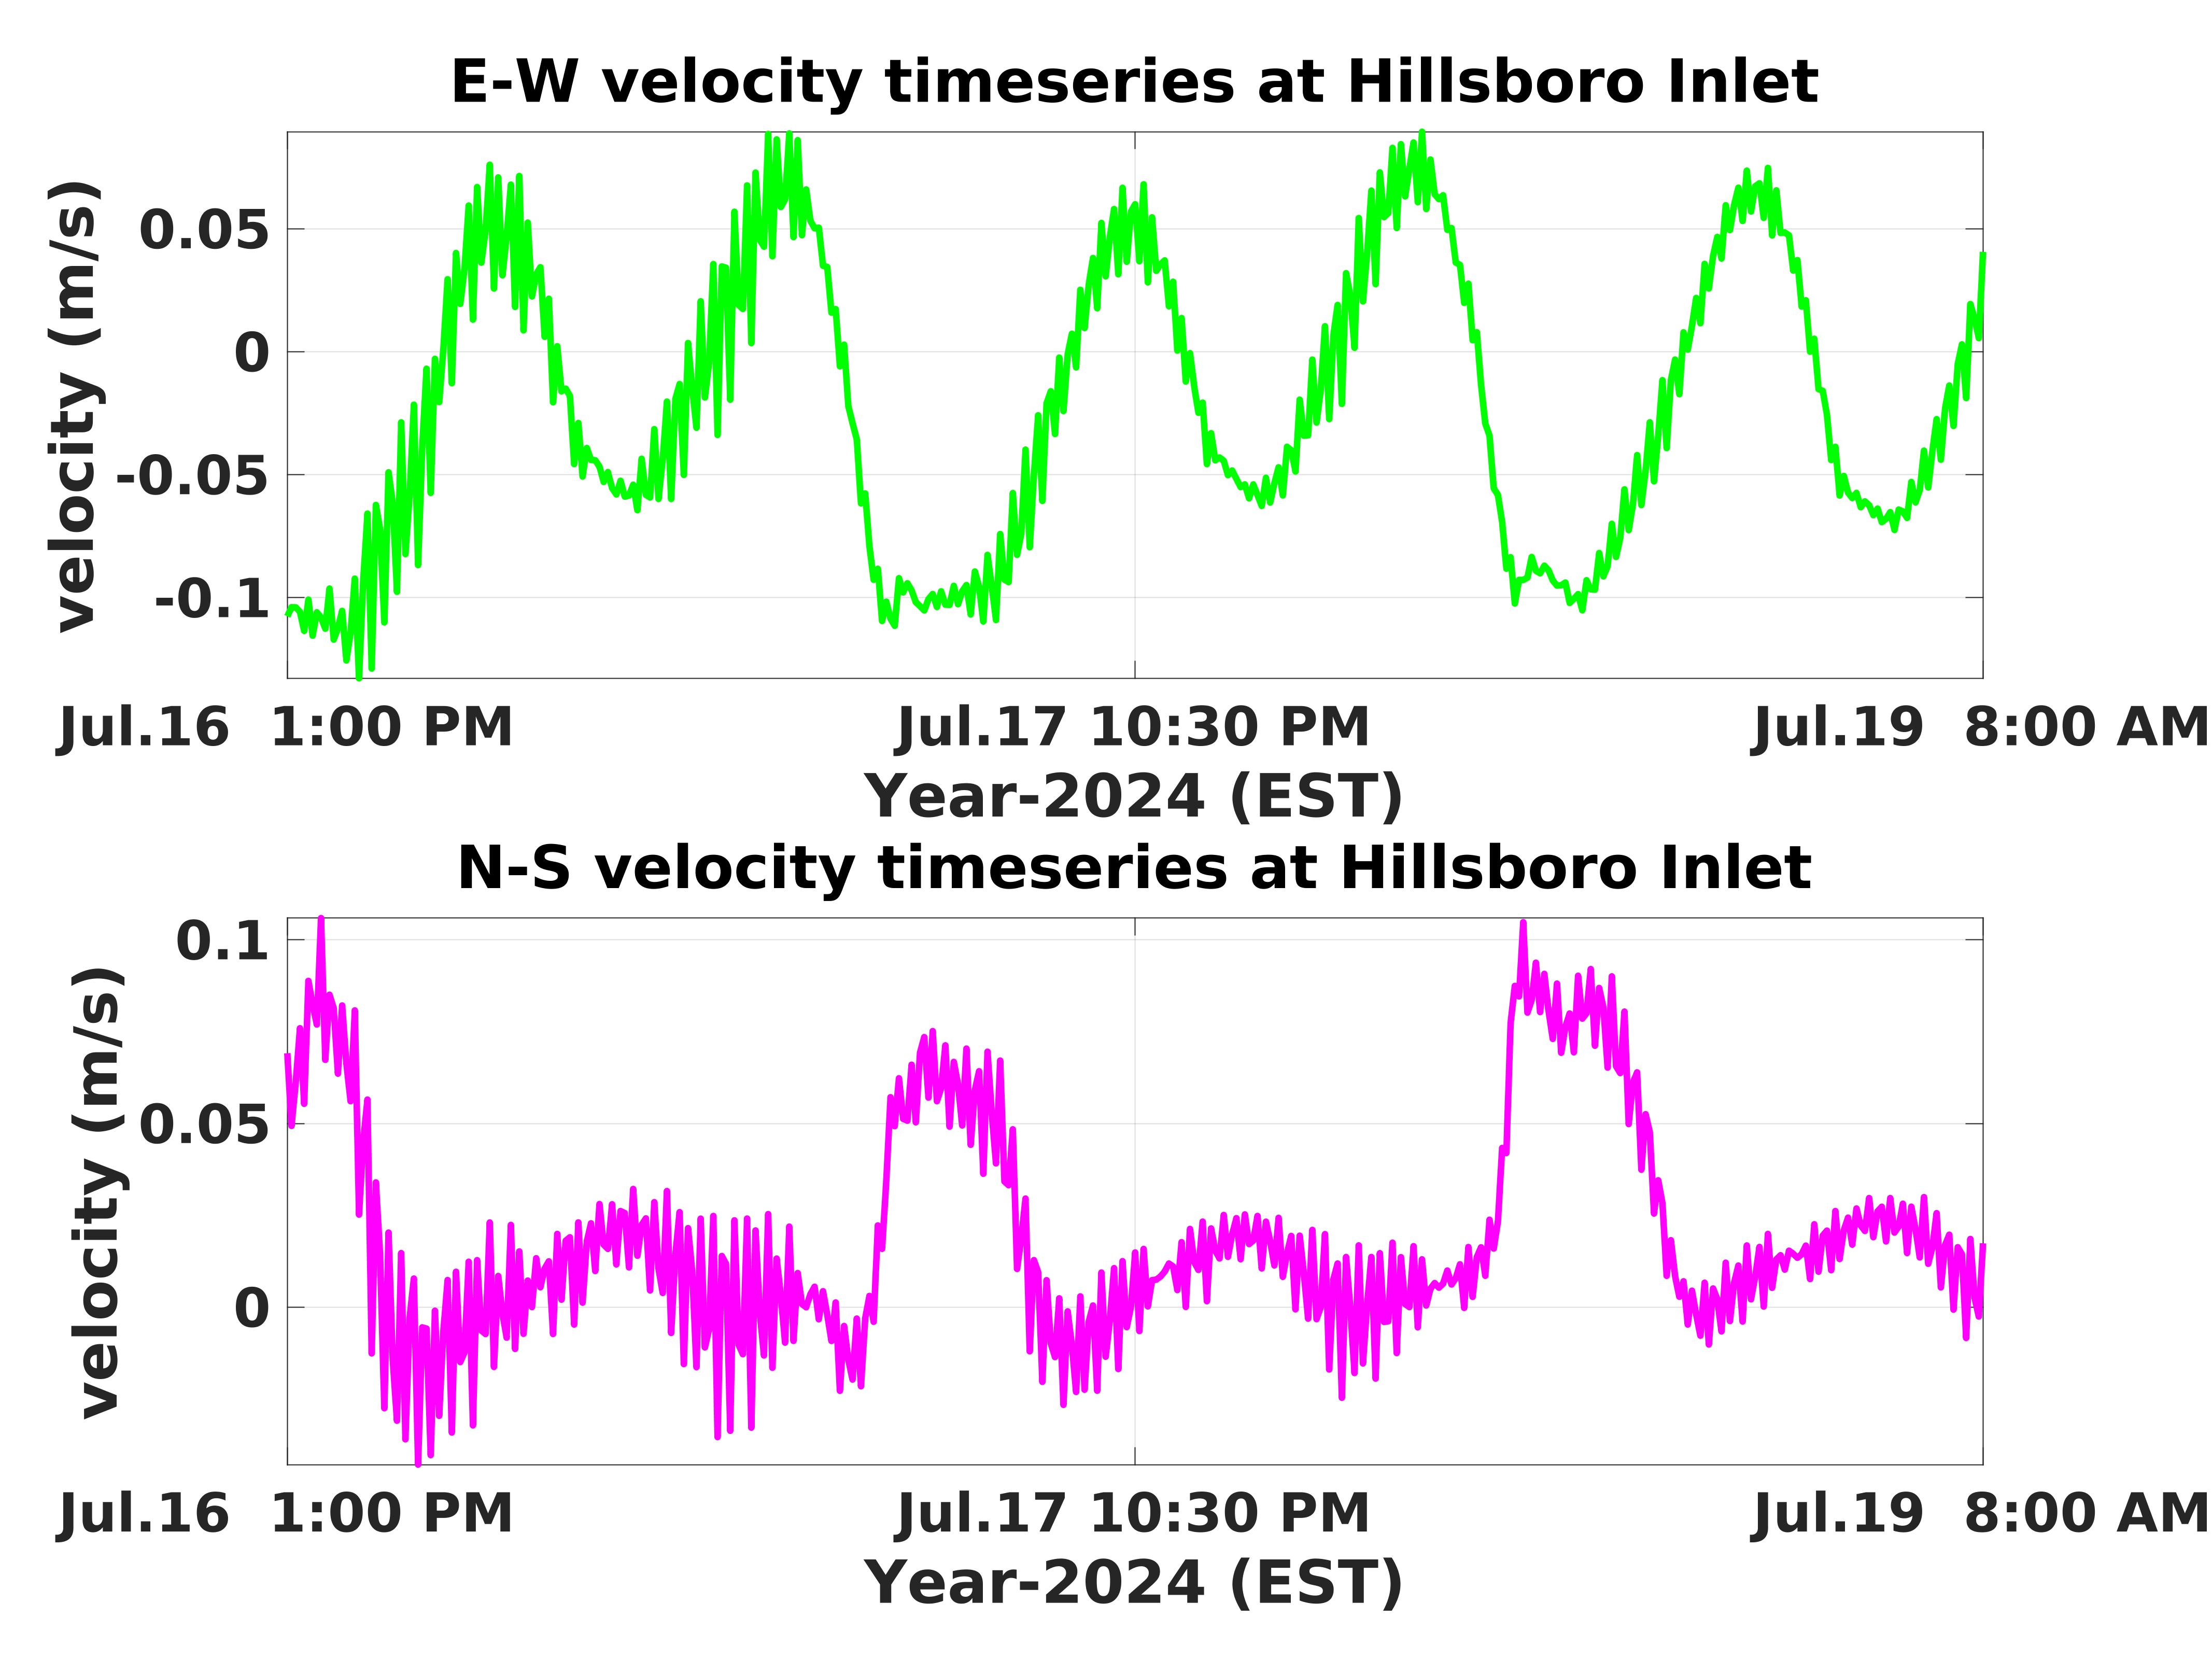 E-W velocity timeseries at Hillsboro Inlet
velocity (m/s)
0.05
0
-0.05
-0.1
Jul.16  1:00 PM
Jul.17 10:30 PM
Jul.19  8:00 AM
Year-2024 (EST)
N-S velocity timeseries at Hillsboro Inlet
velocity (m/s)
0.1
0.05
0
Jul.16  1:00 PM
Jul.17 10:30 PM
Jul.19  8:00 AM
Year-2024 (EST)